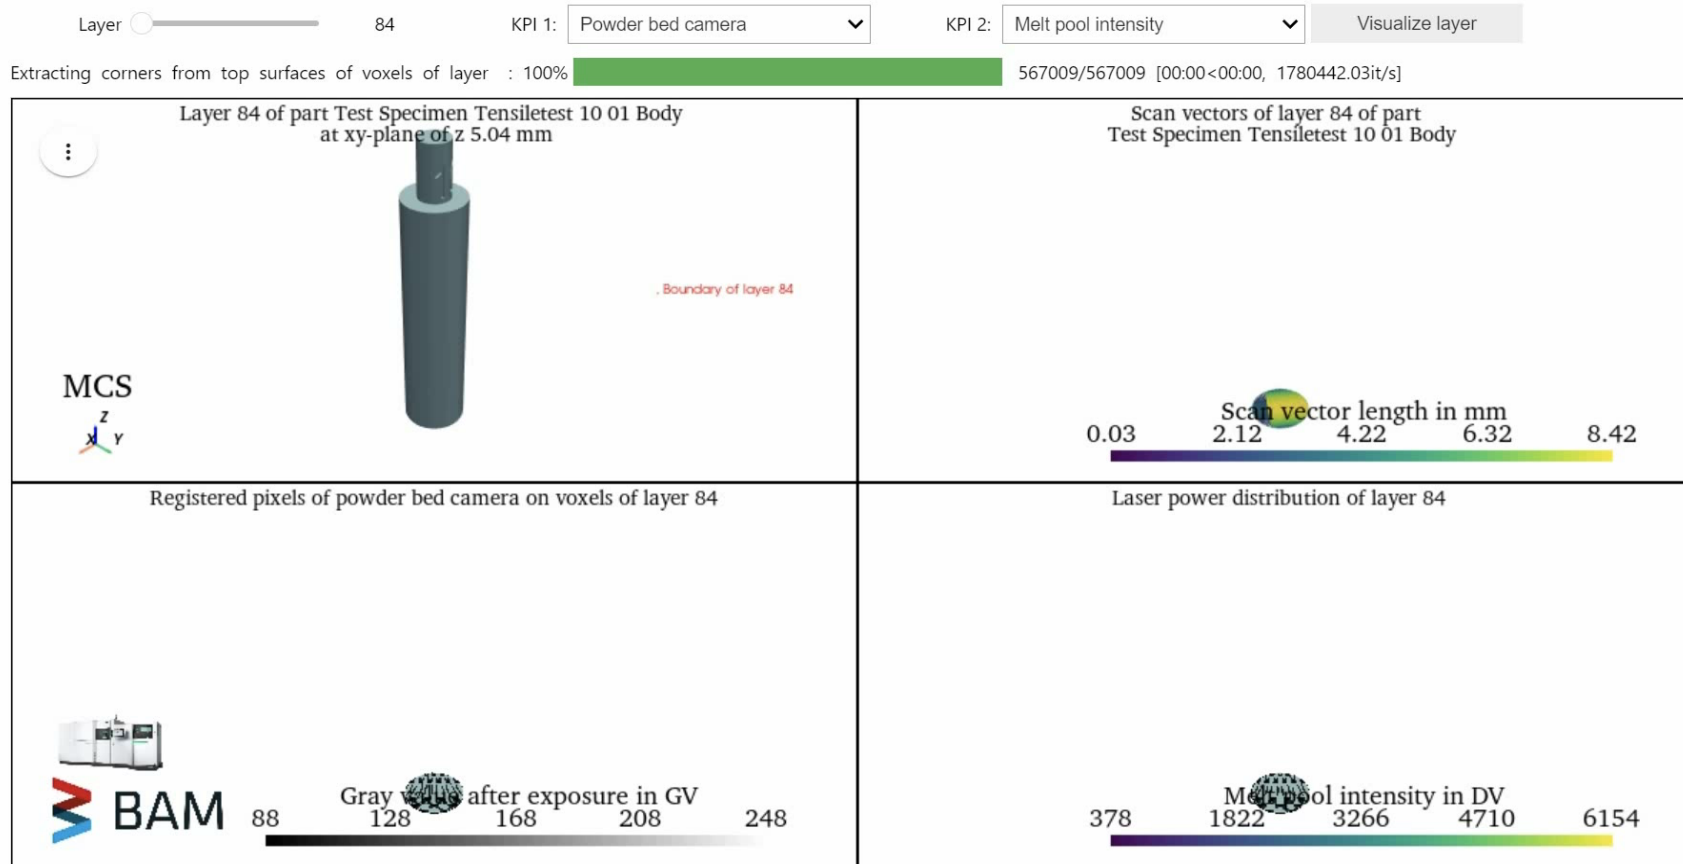 Layer 84 KPI 1: Powder bed camera KPI 2: Melt pool intensity Visualize layer
Extracting corners from top surfaces of voxels of layer : 100% 567009/567009 [00:00<00:00, 1780442.03it/s]
Layer 84 of part Test Specimen Tensiletest 10 01 Body
at xy-plane of z 5.04 mm
. Boundary of layer 84
MCS
Z
X Y
Scan vectors of layer 84 of part
Test Specimen Tensiletest 10 01 Body
Scan vector length in mm
0.03 2.12 4.22 6.32 8.42
Registered pixels of powder bed camera on voxels of layer 84
BAM
Gray value after exposure in GV
88 128 168 208 248
Laser power distribution of layer 84
Melt pool intensity in DV
378 1822 3266 4710 6154